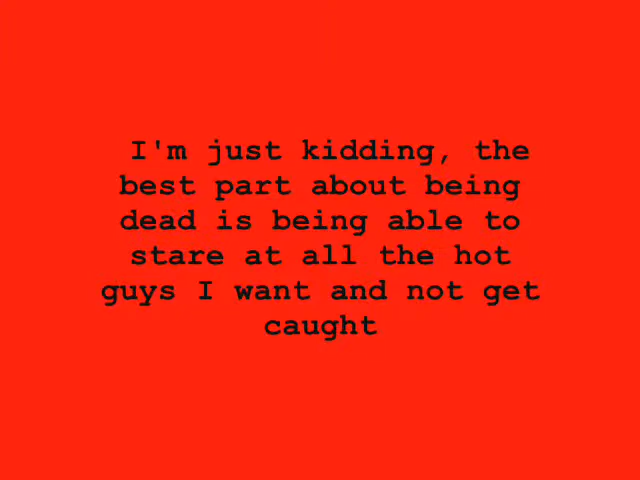 I'm just kidding, the
best part about being
dead is being able to
stare at all the hot
guys I want and not get
caught